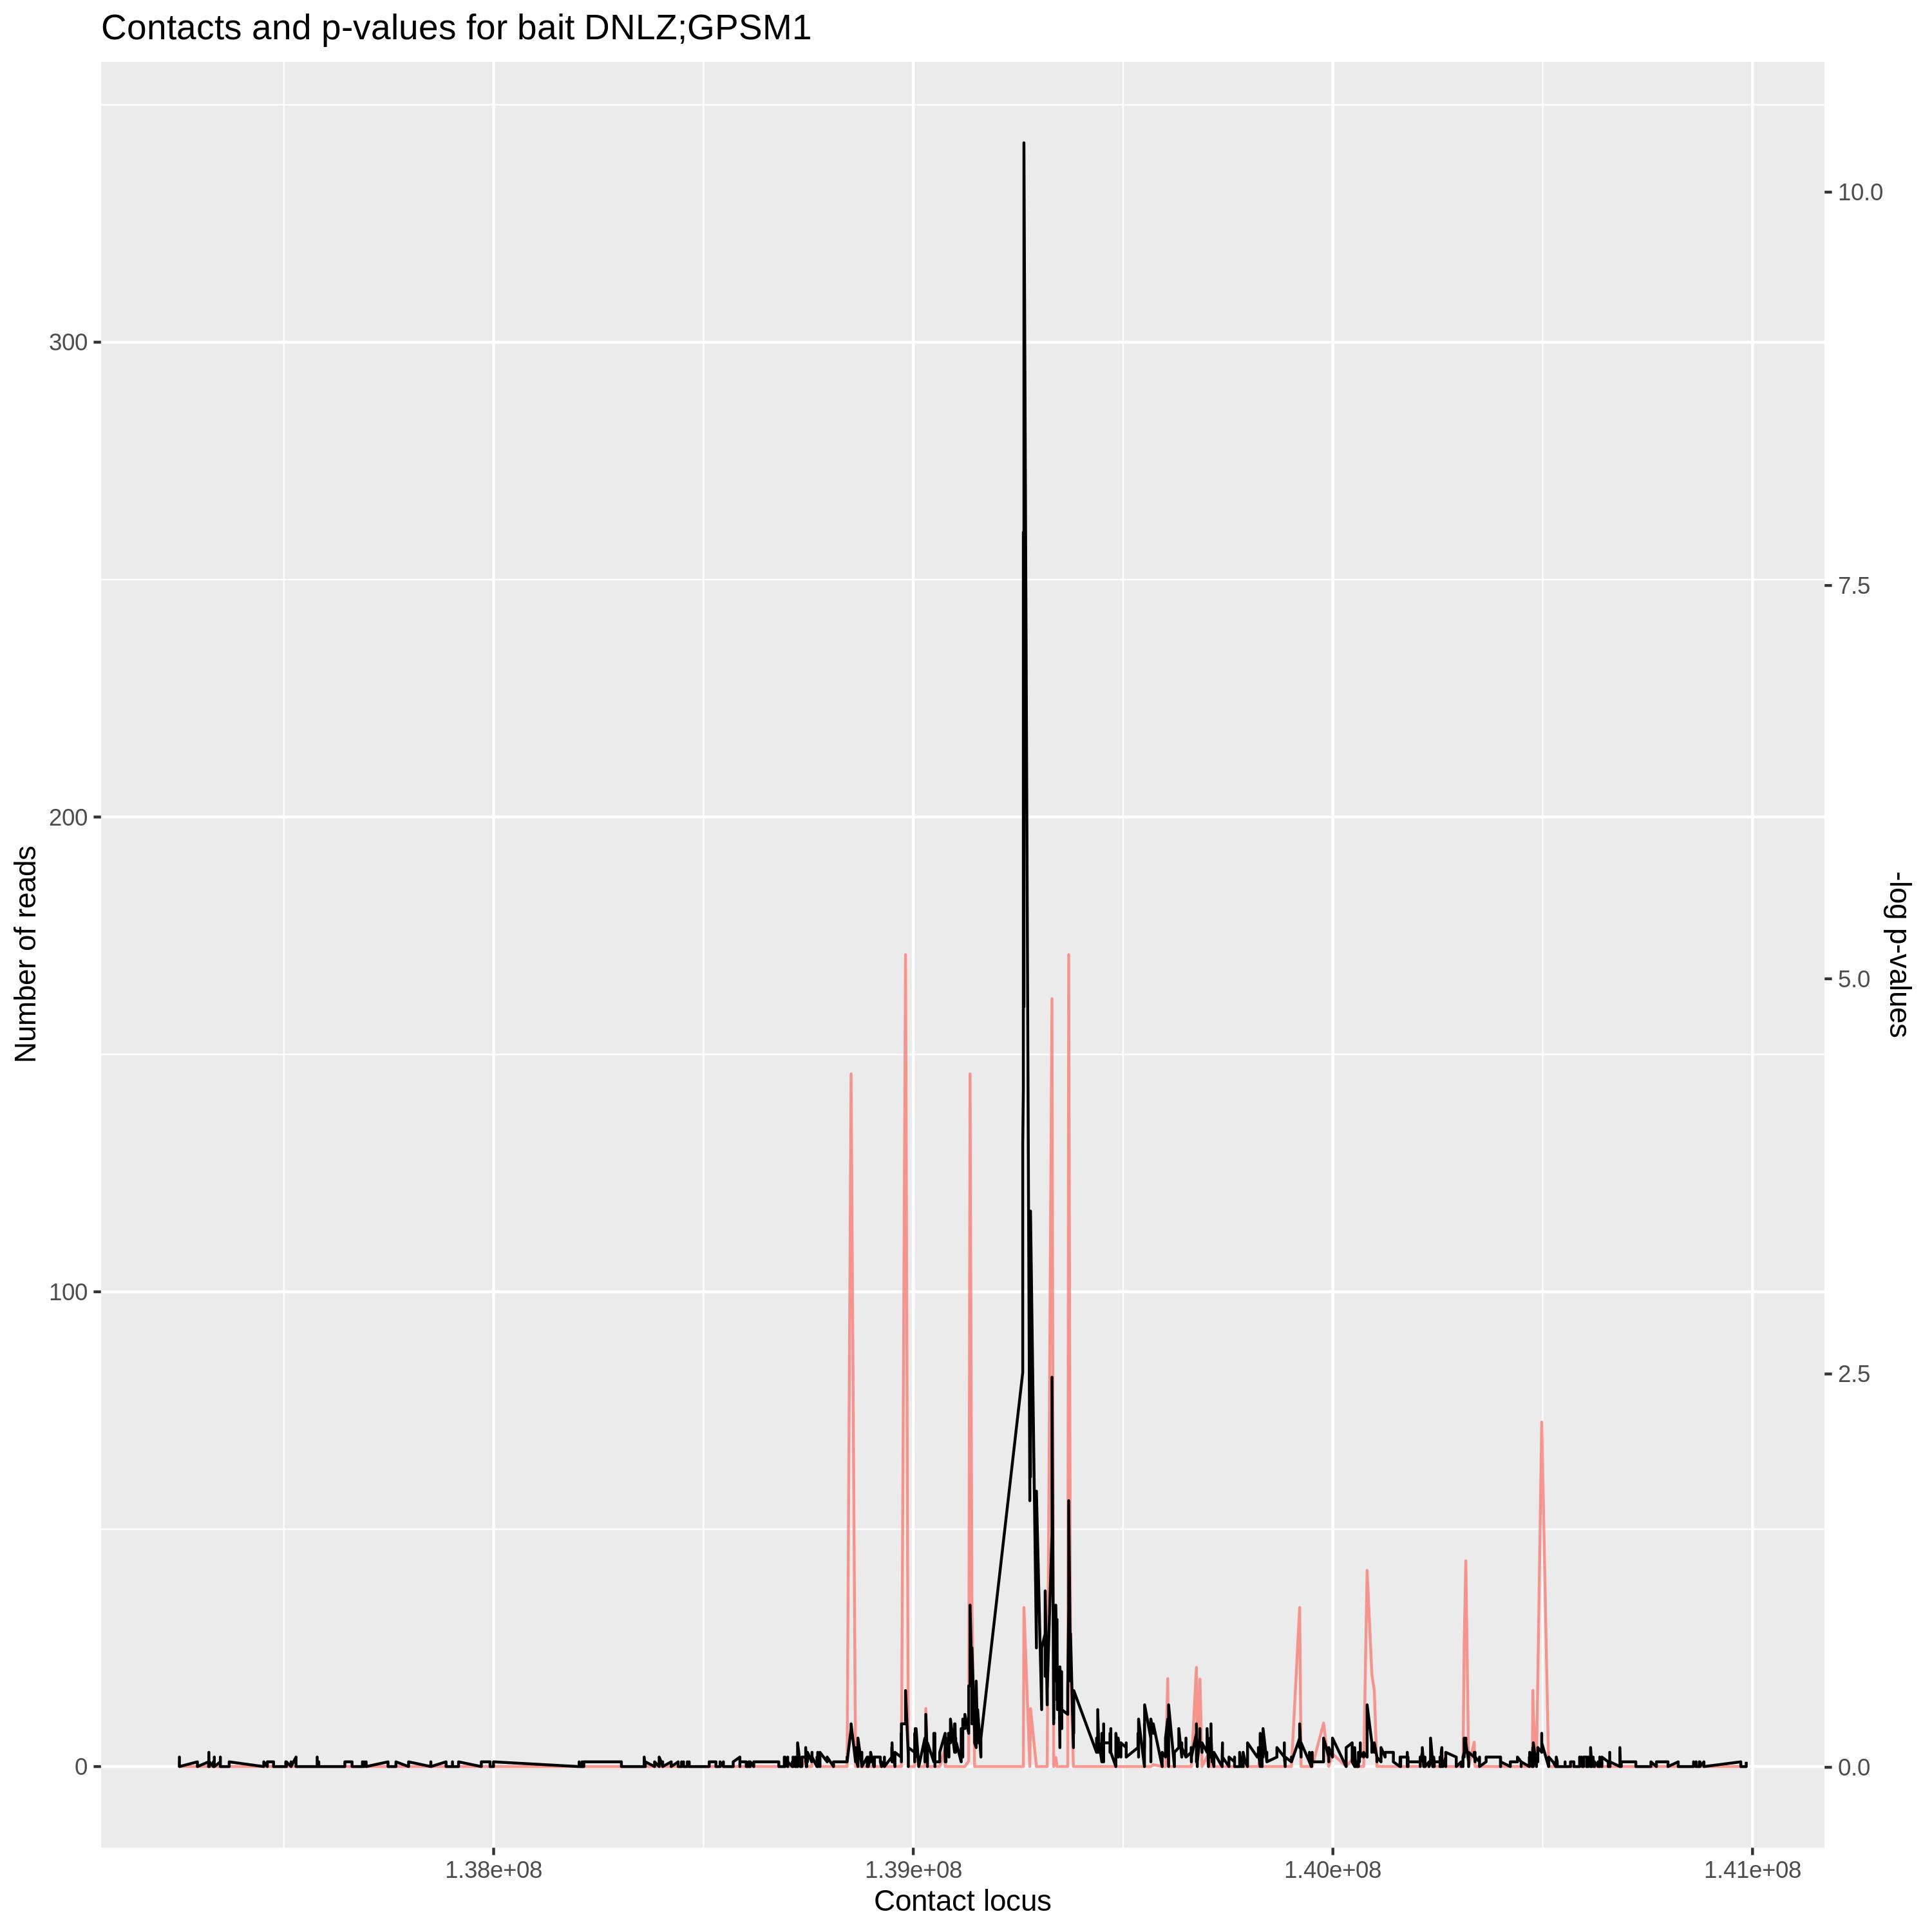 Contacts and p-values for bait DNLZ;GPSM1
Number of reads
300
200
100
0
10.0
7.5
5.0
2.5
0.0
-log p-values
1.38e+08
1.39e+08
1.40e+08
1.41e+08
Contact locus